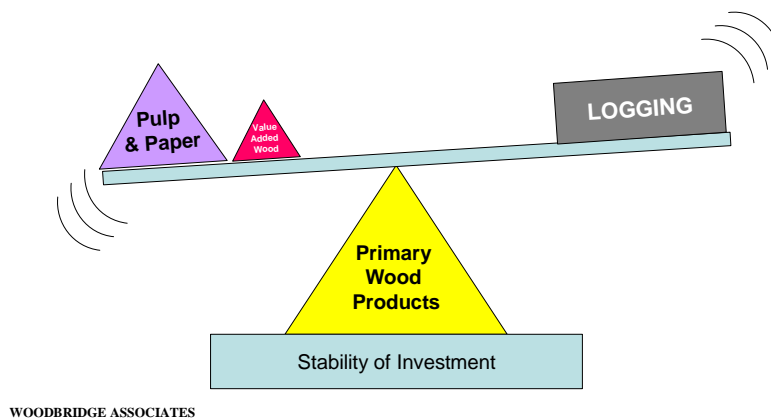 Pulp
& Paper
Value
Added
Wood
LOGGING
Primary
Wood
Products
Stability of Investment
WOODBRIDGE ASSOCIATES